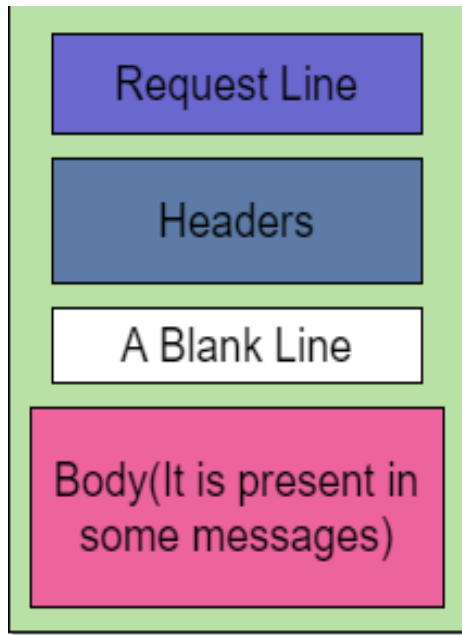 Request Line
Headers
A Blank Line
Body(It is present in
some messages)